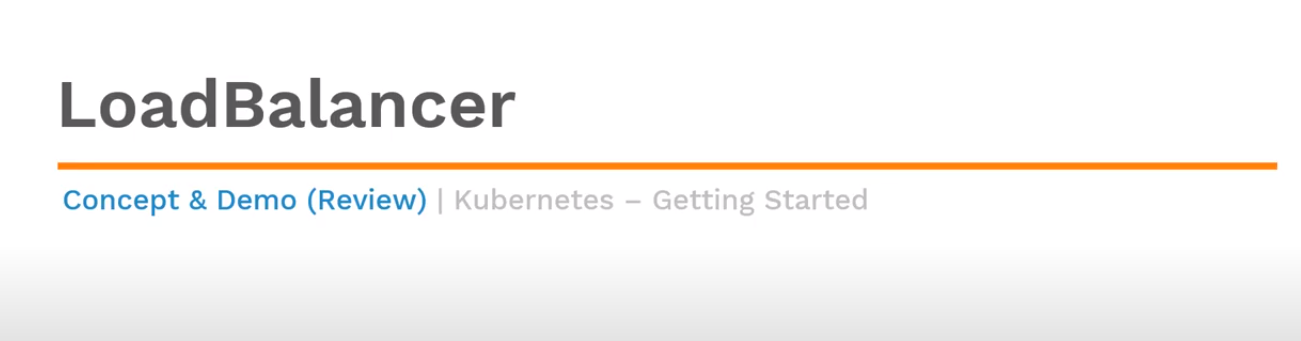 LoadBalancer
Concept & Demo (Review) | Kubernetes – Getting Started